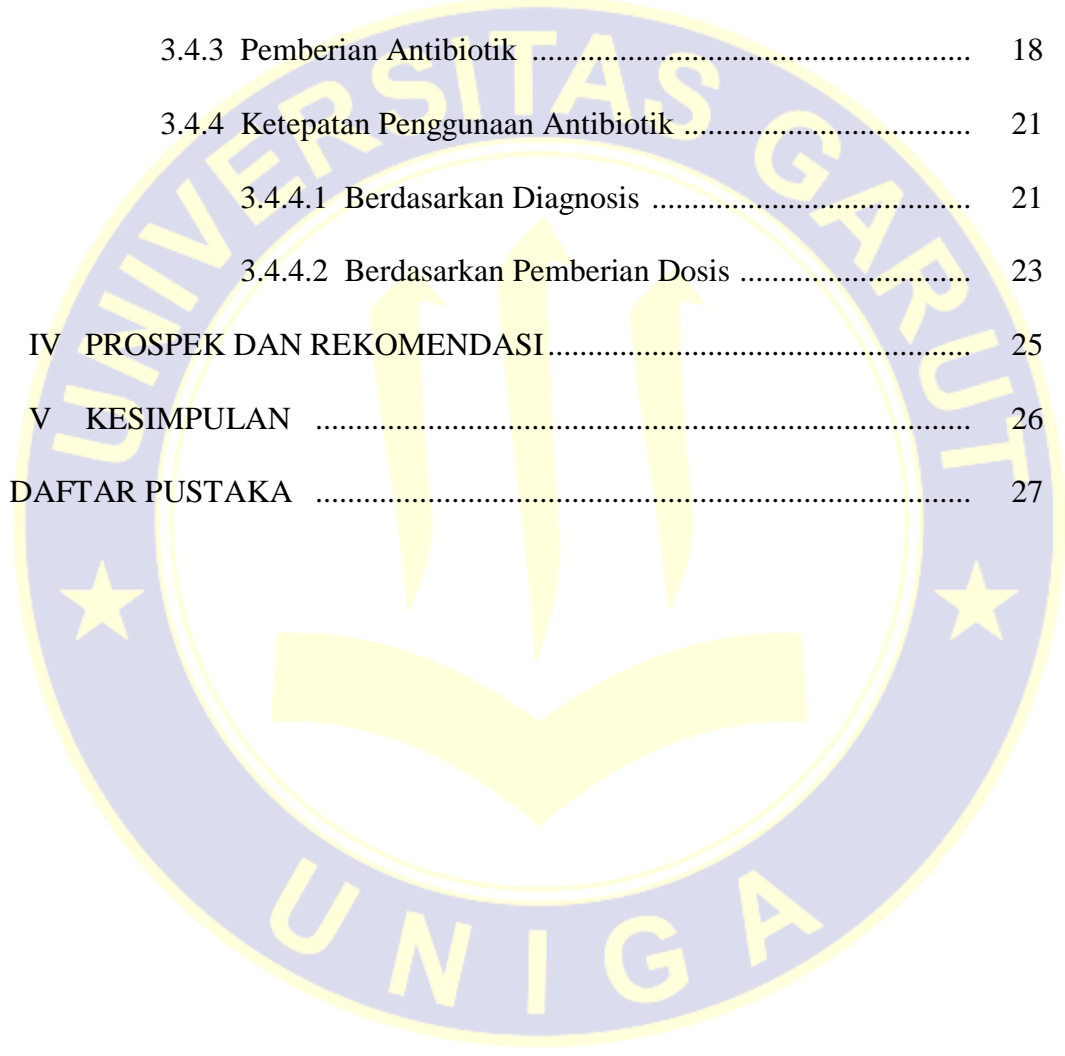 3.4.3 Pemberian Antibiotik ..................................................... 18
3.4.4 Ketepatan Penggunaan Antibiotik ................................... 21
3.4.4.1 Berdasarkan Diagnosis ....................................... 21
3.4.4.2 Berdasarkan Pemberian Dosis ............................ 23
IV PROSPEK DAN REKOMENDASI ................................................... 25
V KESIMPULAN ............................................................................... 26
DAFTAR PUSTAKA ............................................................................... 27
UNIVERSITAS GARUT
UNIGA